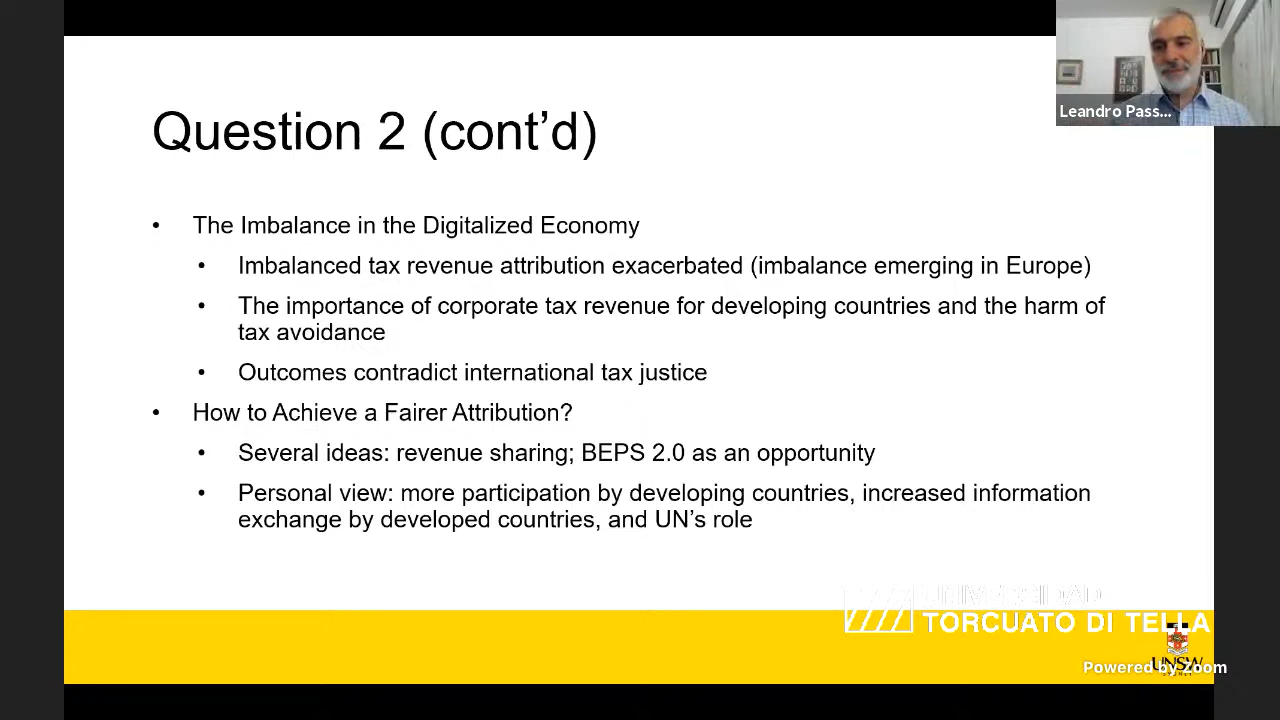 Question 2 (cont’d)
Leandro Pass...
• The Imbalance in the Digitalized Economy
• Imbalanced tax revenue attribution exacerbated (imbalance emerging in Europe)
• The importance of corporate tax revenue for developing countries and the harm of
tax avoidance
• Outcomes contradict international tax justice
• How to Achieve a Fairer Attribution?
• Several ideas: revenue sharing; BEPS 2.0 as an opportunity
• Personal view: more participation by developing countries, increased information
exchange by developed countries, and UN’s role
UNIVERSIDAD
TORCUATO DI TELLA
UNSW
SYDNEY
Powered by Zoom